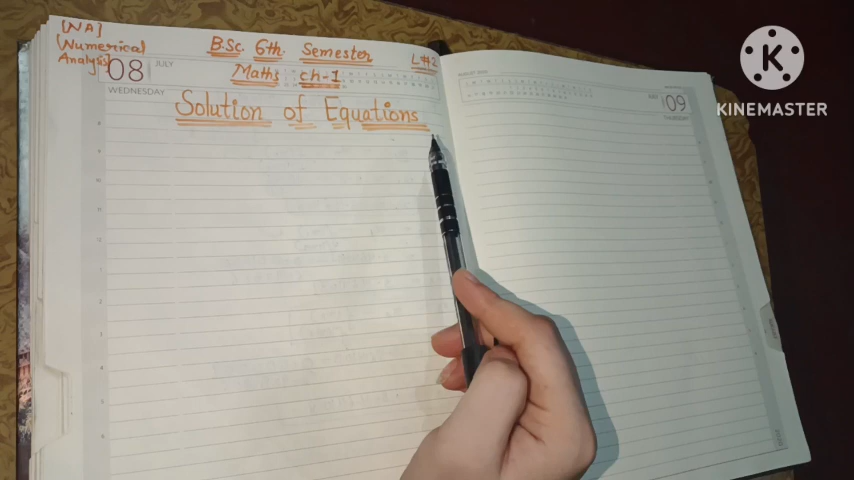 [NA]
[Numerical
Analysis]
B.Sc. 6th Semester
L#2
Maths ch-1
Solution of Equations
08 JULY
WEDNESDAY
09
THURSDAY
K
KINEMASTER